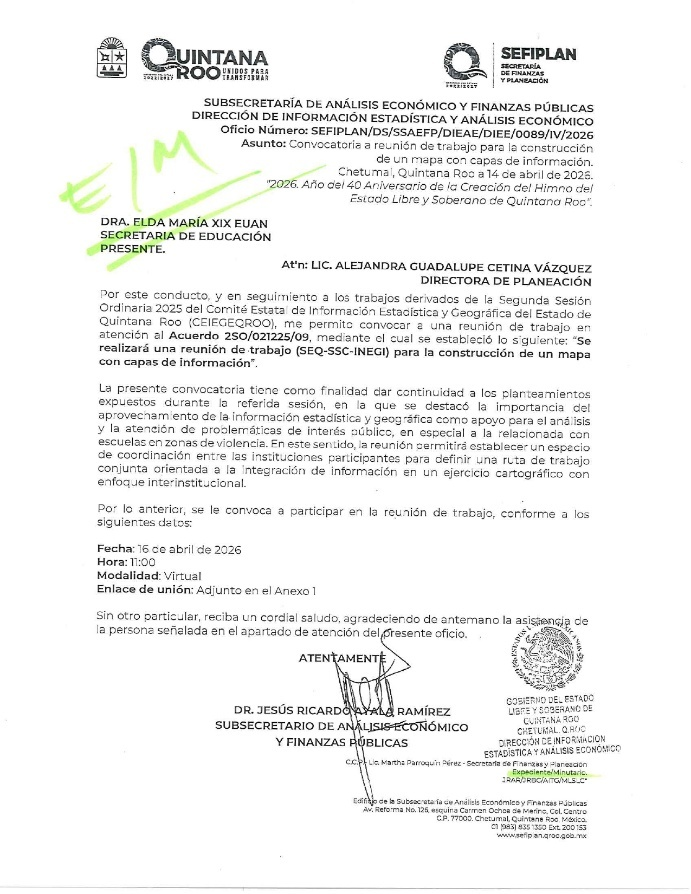 QUINTANA
ROO
UNIDOS PARA
TRANSFORMAR
SEFIPLAN
SECRETARÍA
DE FINANZAS
Y PLANEACIÓN
SUBSECRETARÍA DE ANÁLISIS ECONÓMICO Y FINANZAS PÚBLICAS
DIRECCIÓN DE INFORMACIÓN ESTADÍSTICA Y ANÁLISIS ECONÓMICO
Oficio Número: SEFIPLAN/DS/SSAEFP/DIEAE/DIEE/0089/IV/2026
Asunto: Convocatoria a reunión de trabajo para la construcción
de un mapa con capas de información.
Chetumal, Quintana Roo a 14 de abril de 2026.
"2026. Año del 40 Aniversario de la Creación del Himno del
Estado Libre y Soberano de Quintana Roo".
E/M
DRA. ELDA MARÍA XIX EUAN
SECRETARIA DE EDUCACIÓN
PRESENTE.
At'n: LIC. ALEJANDRA GUADALUPE CETINA VÁZQUEZ
DIRECTORA DE PLANEACIÓN
Por este conducto, y en seguimiento a los trabajos derivados de la Segunda Sesión
Ordinaria 2025 del Comité Estatal de Información Estadística y Geográfica del Estado de
Quintana Roo (CEIEGEQROO), me permito convocar a una reunión de trabajo en
atención al Acuerdo 2SO/021225/09, mediante el cual se estableció lo siguiente: "Se
realizará una reunión de trabajo (SEQ-SSC-INEGI) para la construcción de un mapa
con capas de información".
La presente convocatoria tiene como finalidad dar continuidad a los planteamientos
expuestos durante la referida sesión, en la que se destacó la importancia del
aprovechamiento de la información estadística y geográfica como apoyo para el análisis
y la atención de problemáticas de interés público, en especial a la relacionada con
escuelas en zonas de violencia. En este sentido, la reunión permitirá establecer un espacio
de coordinación entre las instituciones participantes para definir una ruta de trabajo
conjunta orientada a la integración de información en un ejercicio cartográfico con
enfoque interinstitucional.
Por lo anterior, se le convoca a participar en la reunión de trabajo, conforme a los
siguientes datos:
Fecha: 16 de abril de 2026
Hora: 11:00
Modalidad: Virtual
Enlace de unión: Adjunto en el Anexo 1
Sin otro particular, reciba un cordial saludo, agradeciendo de antemano la asistencia de
la persona señalada en el apartado de atención del presente oficio.
ATENTAMENTE
DR. JESÚS RICARDO AYALA RAMÍREZ
SUBSECRETARIO DE ANÁLISIS ECONÓMICO
Y FINANZAS PÚBLICAS
GOBIERNO DEL ESTADO
LIBRE Y SOBERANO DE
QUINTANA ROO
CHETUMAL, Q.ROO
DIRECCIÓN DE INFORMACIÓN
ESTADÍSTICA Y ANÁLISIS ECONÓMICO
C.C.P.- Lic. Martha Parroquín Pérez - Secretaria de Finanzas y Planeación
Expediente/Minutario.
JRAR/JRBG/AITG/MLSLC*
Edificio de la Subsecretaría de Análisis Económico y Finanzas Públicas
Av. Reforma No. 126, esquina Carmen Ochoa de Merino, Col. Centro
C.P. 77000. Chetumal, Quintana Roo. México.
C1 (983) 835 1350 Ext. 200 153
www.sefiplan.qroo.gob.mx